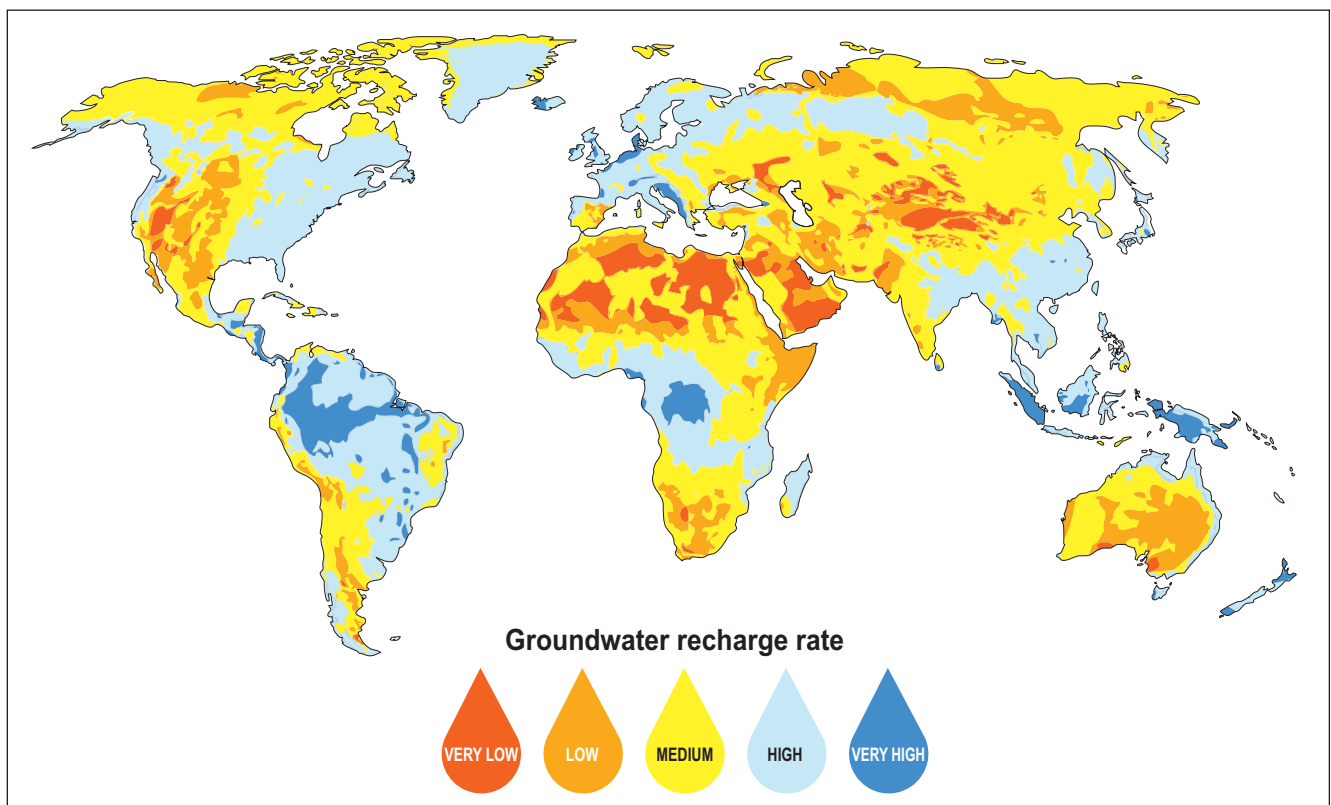 Groundwater recharge rate
VERY LOW
LOW
MEDIUM
HIGH
VERY HIGH